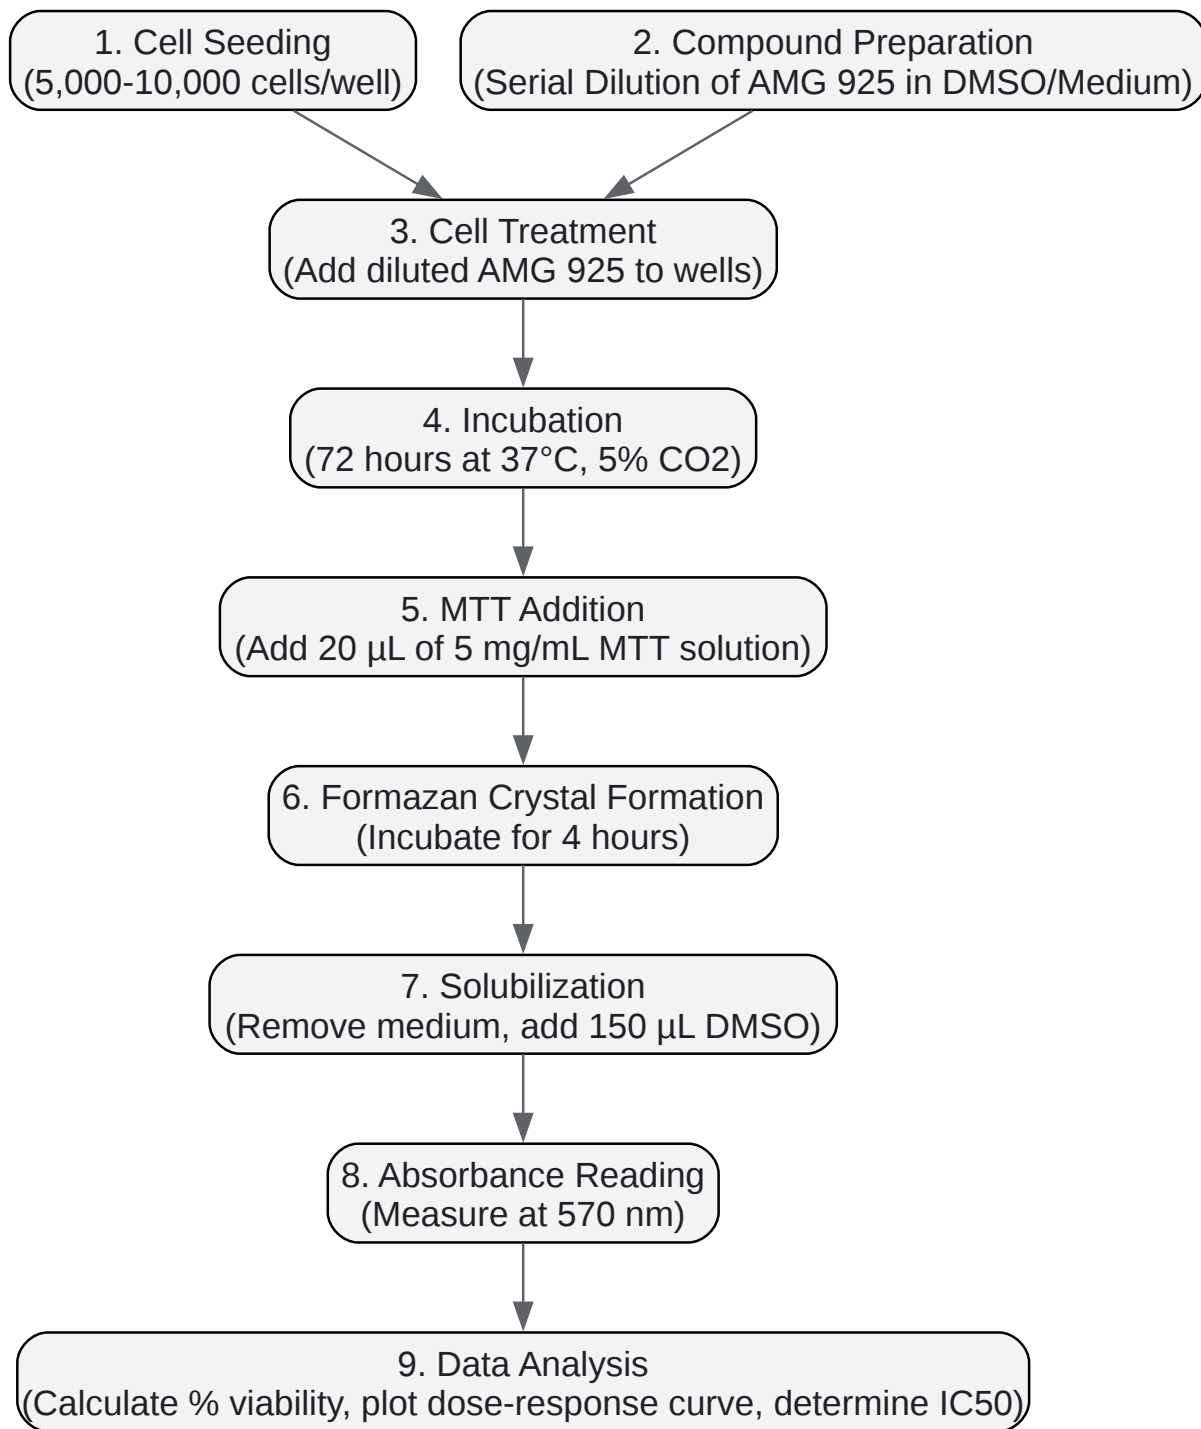 1. Cell Seeding
(5,000-10,000 cells/well)
2. Compound Preparation
(Serial Dilution of AMG 925 in DMSO/Medium)
3. Cell Treatment
(Add diluted AMG 925 to wells)
4. Incubation
(72 hours at 37°C, 5% CO2)
5. MTT Addition
(Add 20 µL of 5 mg/mL MTT solution)
6. Formazan Crystal Formation
(Incubate for 4 hours)
7. Solubilization
(Remove medium, add 150 µL DMSO)
8. Absorbance Reading
(Measure at 570 nm)
9. Data Analysis
(Calculate % viability, plot dose-response curve, determine IC50)